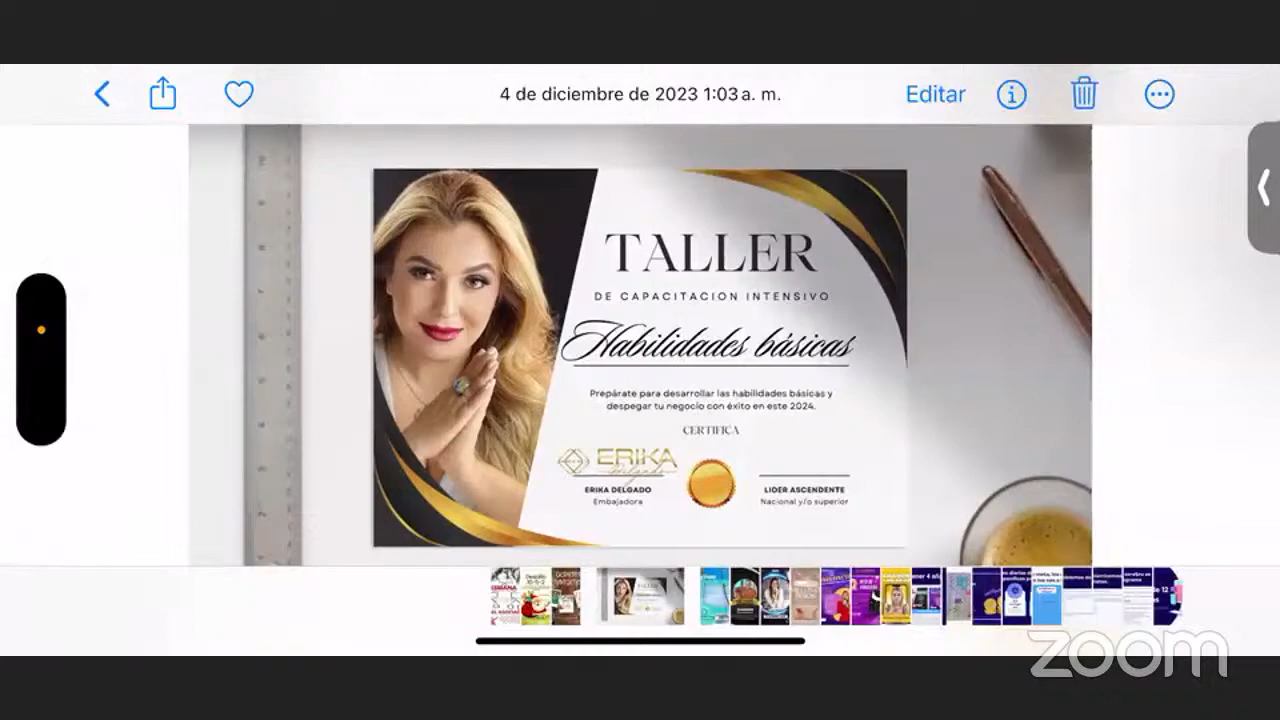 4 de diciembre de 2023 1:03 a. m.
Editar
TALLER
DE CAPACITACION INTENSIVO
Habilidades básicas
Prepárate para desarrollar las habilidades básicas y
despegar tu negocio con éxito en este 2024.
CERTIFICA
ERIKA
Delgado
ERIKA DELGADO
Embajadora
LIDER ASCENDENTE
Nacional y/o superior
zoom